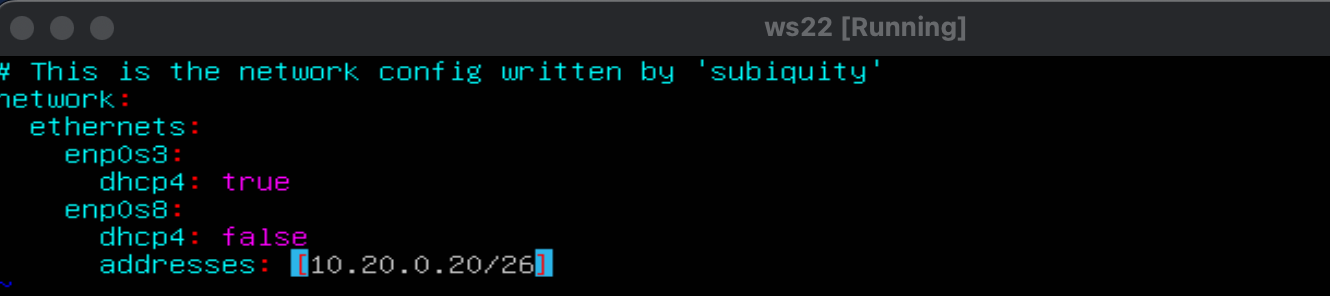 ws22 [Running]
# This is the network config written by 'subiquity'
network:
  ethernets:
    enp0s3:
      dhcp4: true
    enp0s8:
      dhcp4: false
      addresses: [10.20.0.20/26]
~